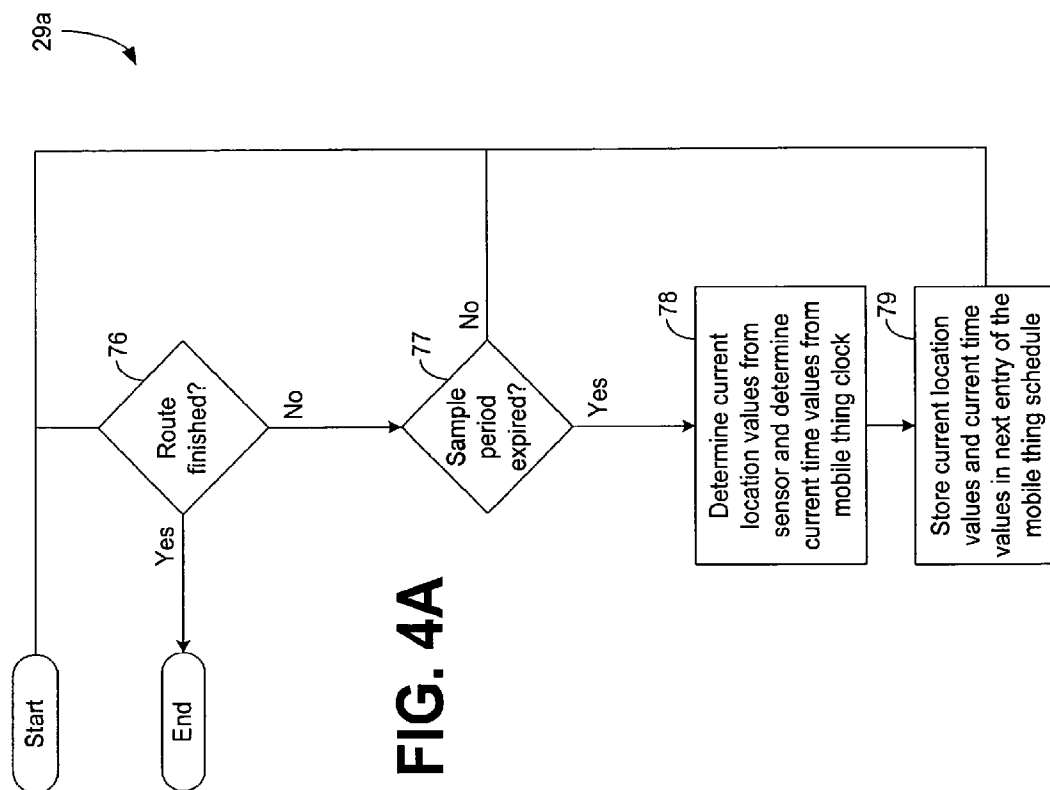 29a
Start
76
Route
finished?
Yes
End
No
77
Sample
period
expired?
No
Yes
78
Determine current
location values from
sensor and determine
current time values from
mobile thing clock
79
Store current location
values and current time
values in next entry of the
mobile thing schedule
FIG. 4A